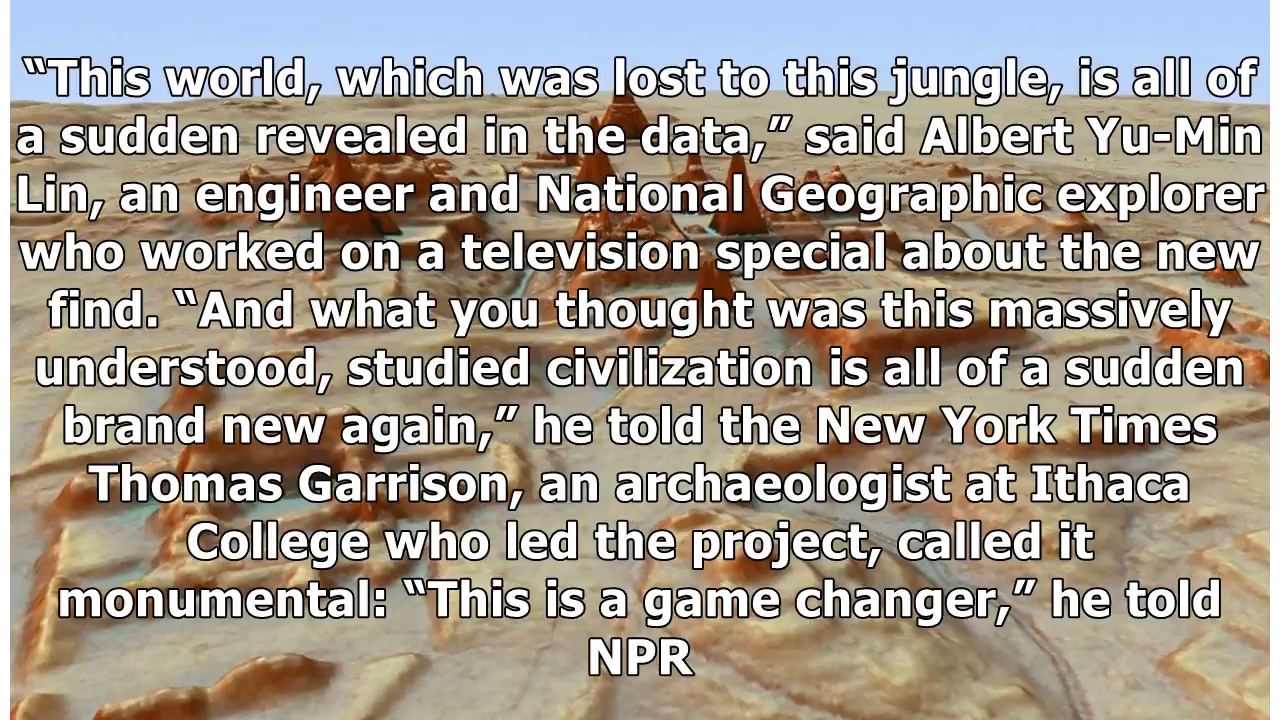 “This world, which was lost to this jungle, is all of
a sudden revealed in the data,” said Albert Yu-Min
Lin, an engineer and National Geographic explorer
who worked on a television special about the new
find. “And what you thought was this massively
understood, studied civilization is all of a sudden
brand new again,” he told the New York Times
Thomas Garrison, an archaeologist at Ithaca
College who led the project, called it
monumental: “This is a game changer,” he told
NPR